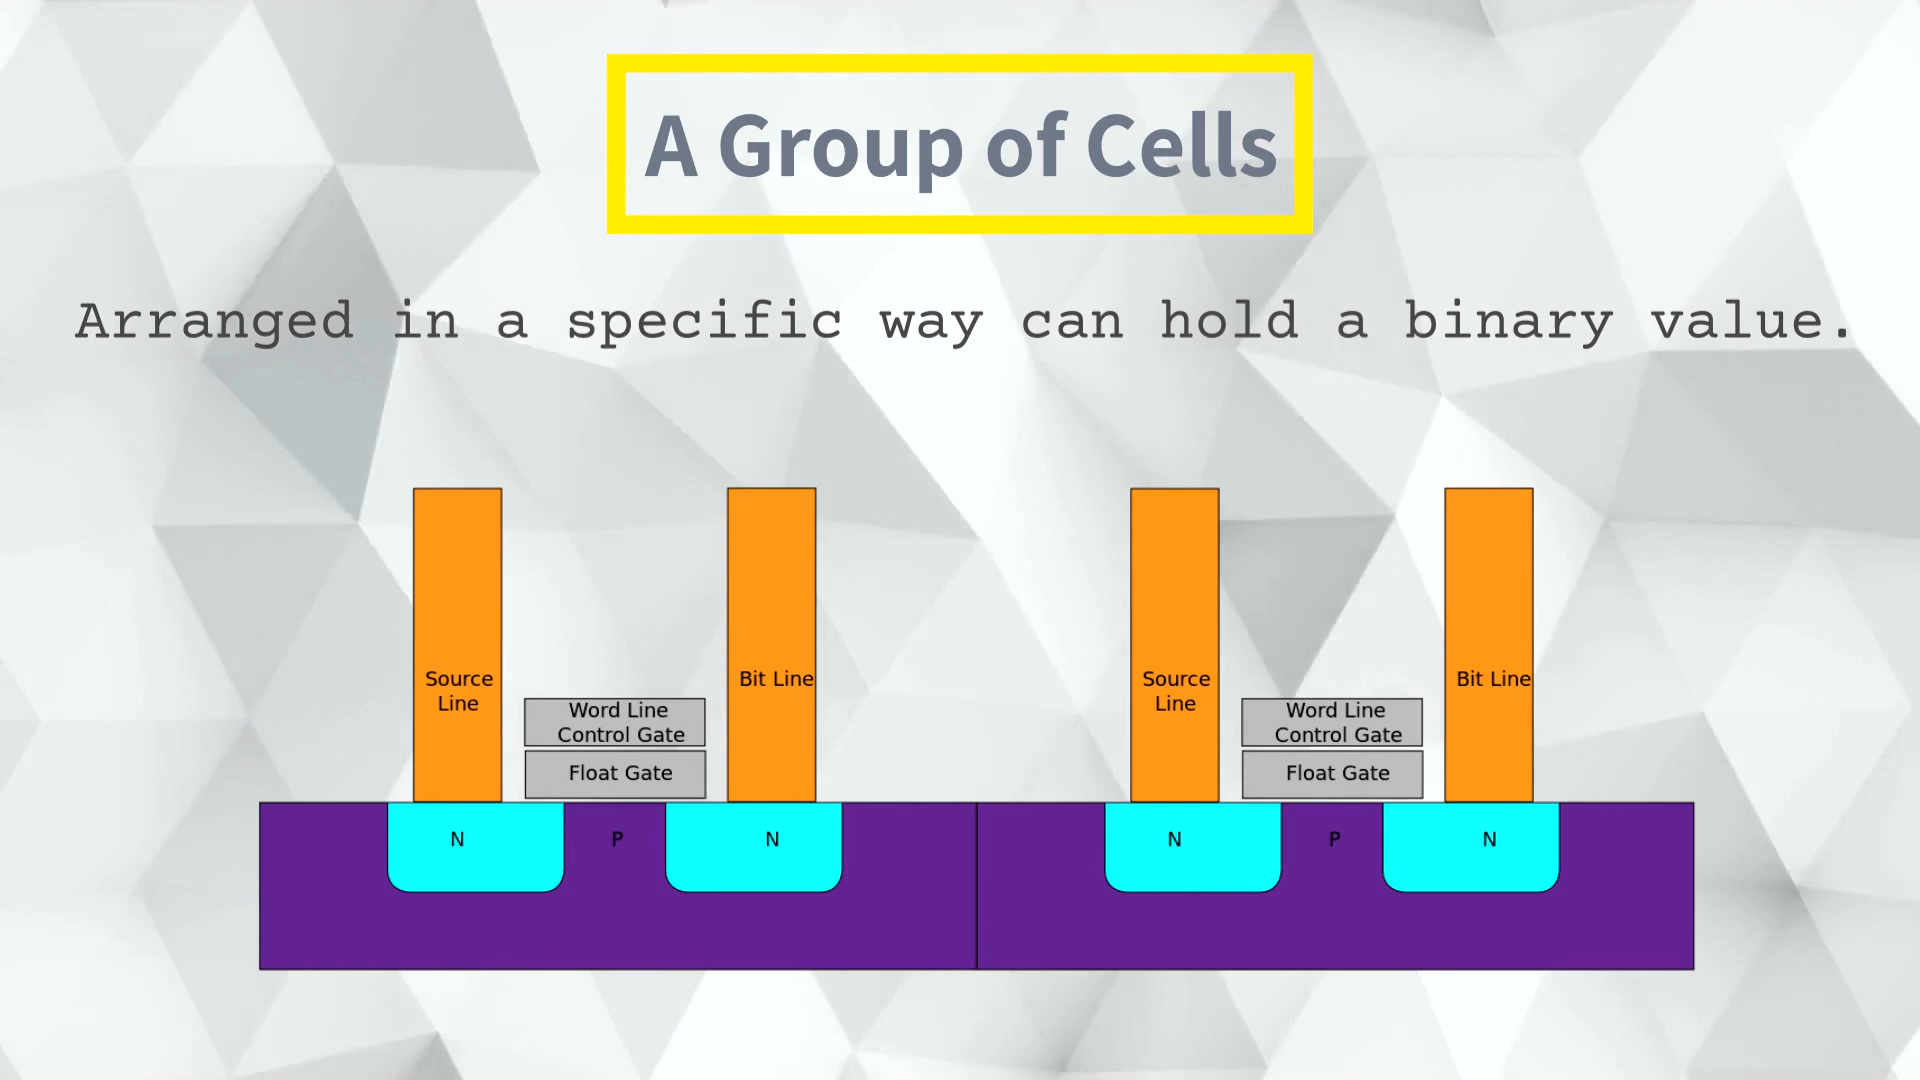 A Group of Cells
Arranged in a specific way can hold a binary value.
Source
Line
Word Line
Control Gate
Float Gate
Bit Line
N
P
N
Source
Line
Word Line
Control Gate
Float Gate
Bit Line
N
P
N